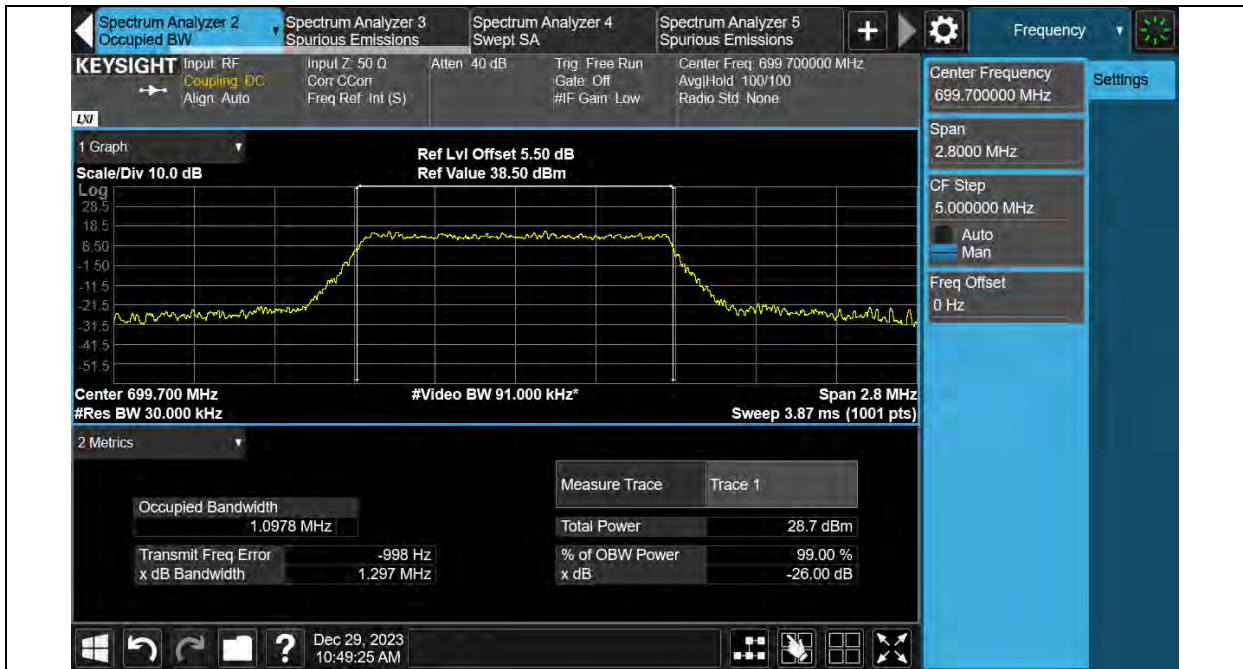 Spectrum Analyzer 2
Occupied BW
Spectrum Analyzer 3
Spurious Emissions
Spectrum Analyzer 4
Swept SA
Spectrum Analyzer 5
Spurious Emissions
+
Frequency
KEYSIGHT
Input: RF
Coupling: DC
Align: Auto
Input Z: 50 Ω
Corr CCorr
Freq Ref: Int (S)
Atten: 40 dB
Trig: Free Run
Gate: Off
#IF Gain: Low
Center Freq: 699.700000 MHz
Avg|Hold: 100/100
Radio Std: None
LXI
Center Frequency
699.700000 MHz
Settings
Span
2.8000 MHz
CF Step
5.000000 MHz
Auto
Man
Freq Offset
0 Hz
1 Graph
Scale/Div 10.0 dB
Ref Lvl Offset 5.50 dB
Ref Value 38.50 dBm
Log
28.5
18.5
8.50
-1.50
-11.5
-21.5
-31.5
-41.5
-51.5
Center 699.700 MHz
#Video BW 91.000 kHz*
Span 2.8 MHz
#Res BW 30.000 kHz
Sweep 3.87 ms (1001 pts)
2 Metrics
Measure Trace
Trace 1
Occupied Bandwidth
1.0978 MHz
Total Power
28.7 dBm
Transmit Freq Error
-998 Hz
% of OBW Power
99.00 %
x dB Bandwidth
1.297 MHz
x dB
-26.00 dB
?
Dec 29, 2023
10:49:25 AM